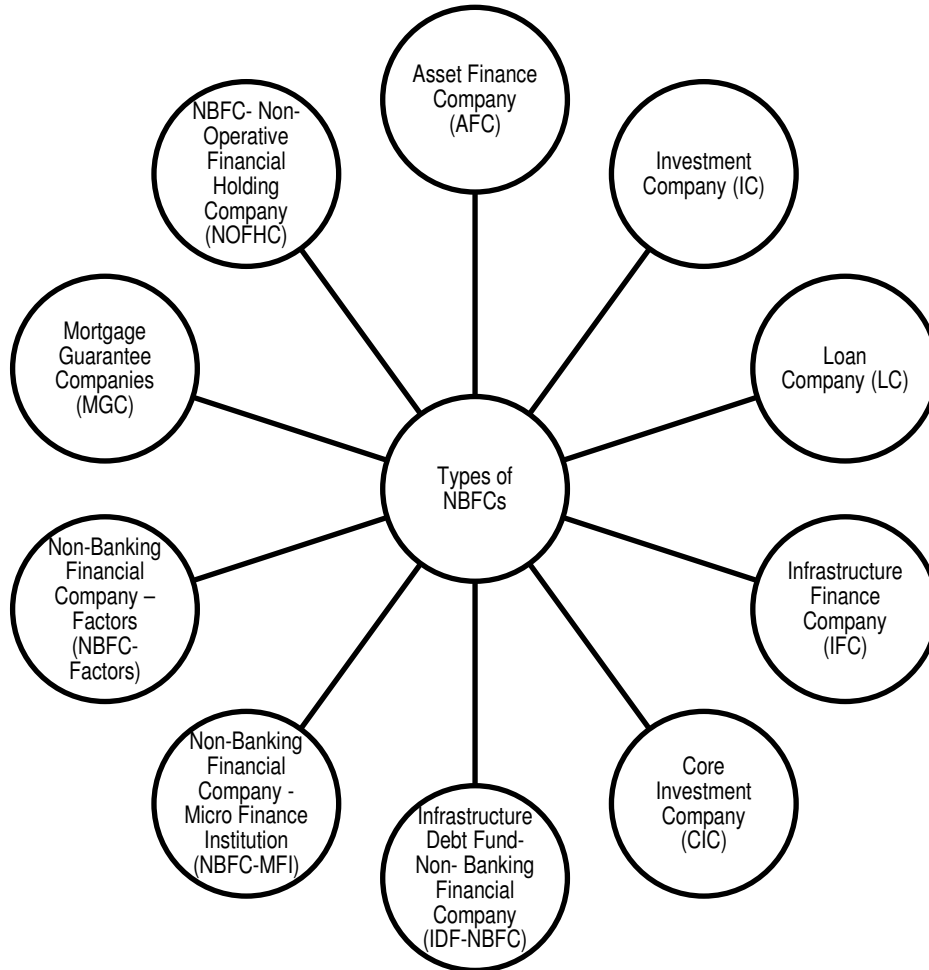 Asset Finance
Company
(AFC)
Investment
Company (IC)
Loan
Company (LC)
Infrastructure
Finance
Company
(IFC)
Core
Investment
Company
(CIC)
Infrastructure
Debt Fund-
Non- Banking
Financial
Company
(IDF-NBFC)
Non-Banking
Financial
Company -
Micro Finance
Institution
(NBFC-MFI)
Non-Banking
Financial
Company –
Factors
(NBFC-
Factors)
Mortgage
Guarantee
Companies
(MGC)
NBFC- Non-
Operative
Financial
Holding
Company
(NOFHC)
Types of
NBFCs